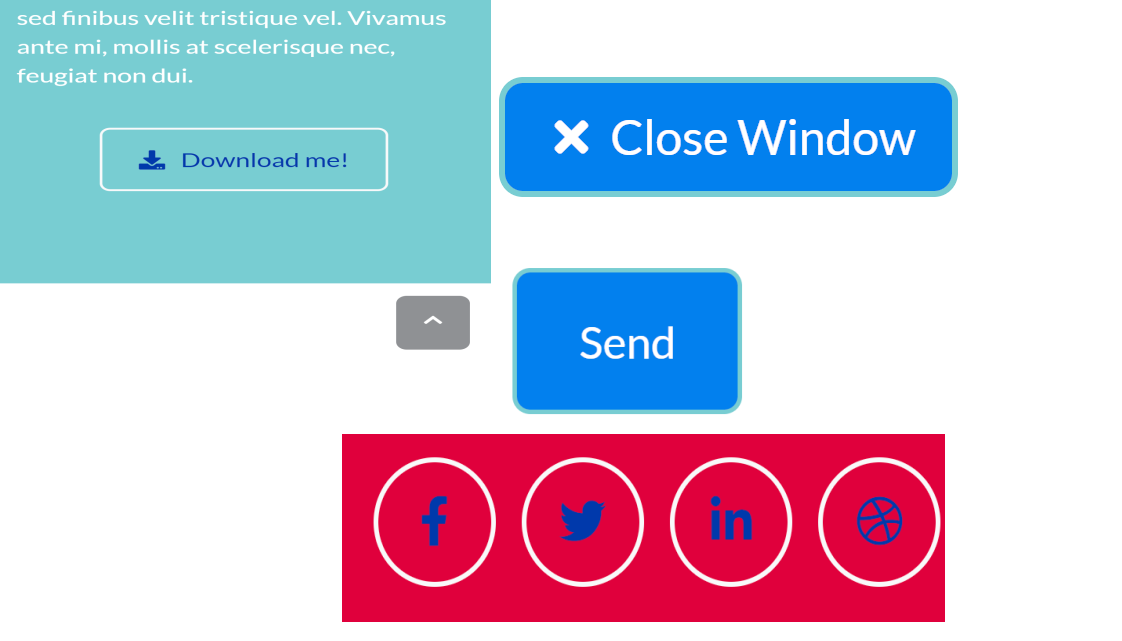 sed finibus velit tristique vel. Vivamus
ante mi, mollis at scelerisque nec,
feugiat non dui.
Download me!
Close Window
Send